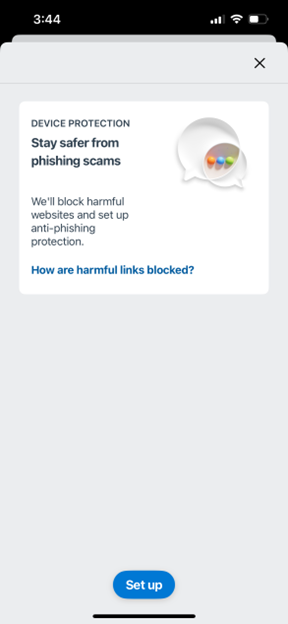 3:44
DEVICE PROTECTION
Stay safer from
phishing scams
We'll block harmful
websites and set up
anti-phishing
protection.
How are harmful links blocked?
Set up